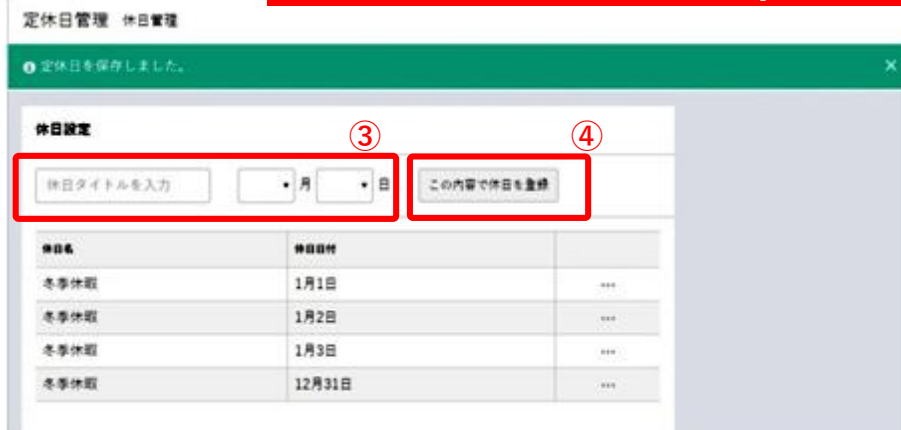 定休日管理 休日管理
定休日を保存しました。 ×
休日設定
③ ④
休日タイトルを入力 月 日 この内容で休日を登録
休日名 休日日付
冬季休暇 1月1日 ...
冬季休暇 1月2日 ...
冬季休暇 1月3日 ...
冬季休暇 12月31日 ...